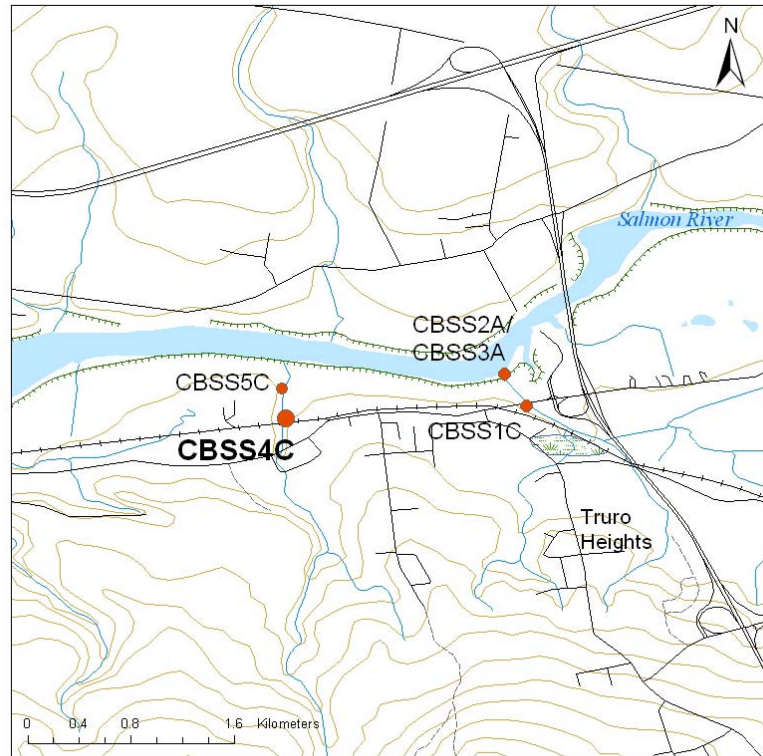 N
Salmon River
CBSS2A/
CBSS3A
CBSS5C
CBSS4C
CBSS1C
Truro
Heights
0 0.4 0.8 1.6 Kilometers